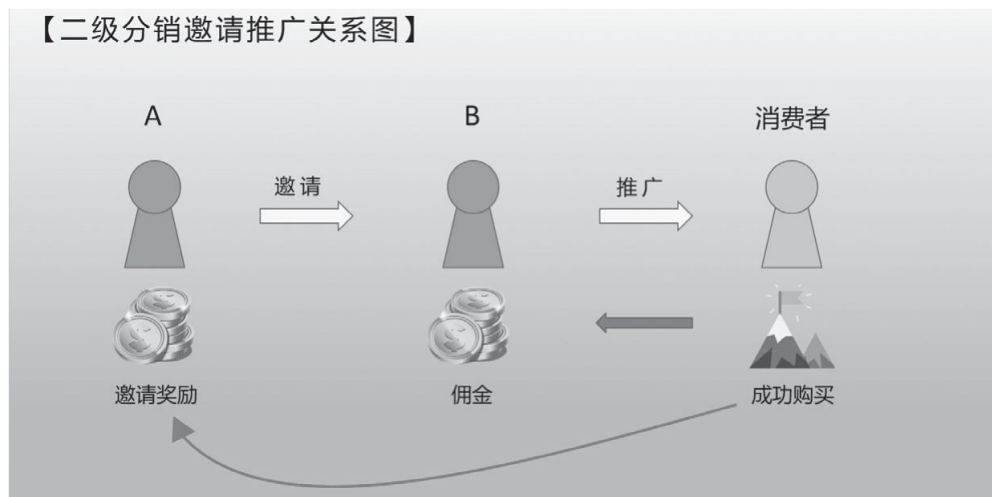 【二级分销邀请推广关系图】
A
B
消费者
邀请
推广
邀请奖励
佣金
成功购买